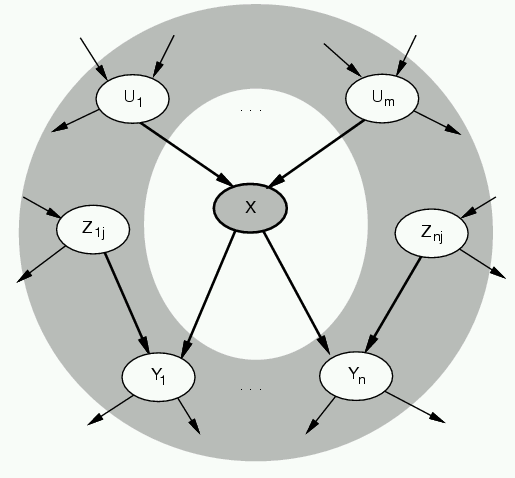 U1 . . . Um
X
Z1j Znj
Y1 . . . Yn